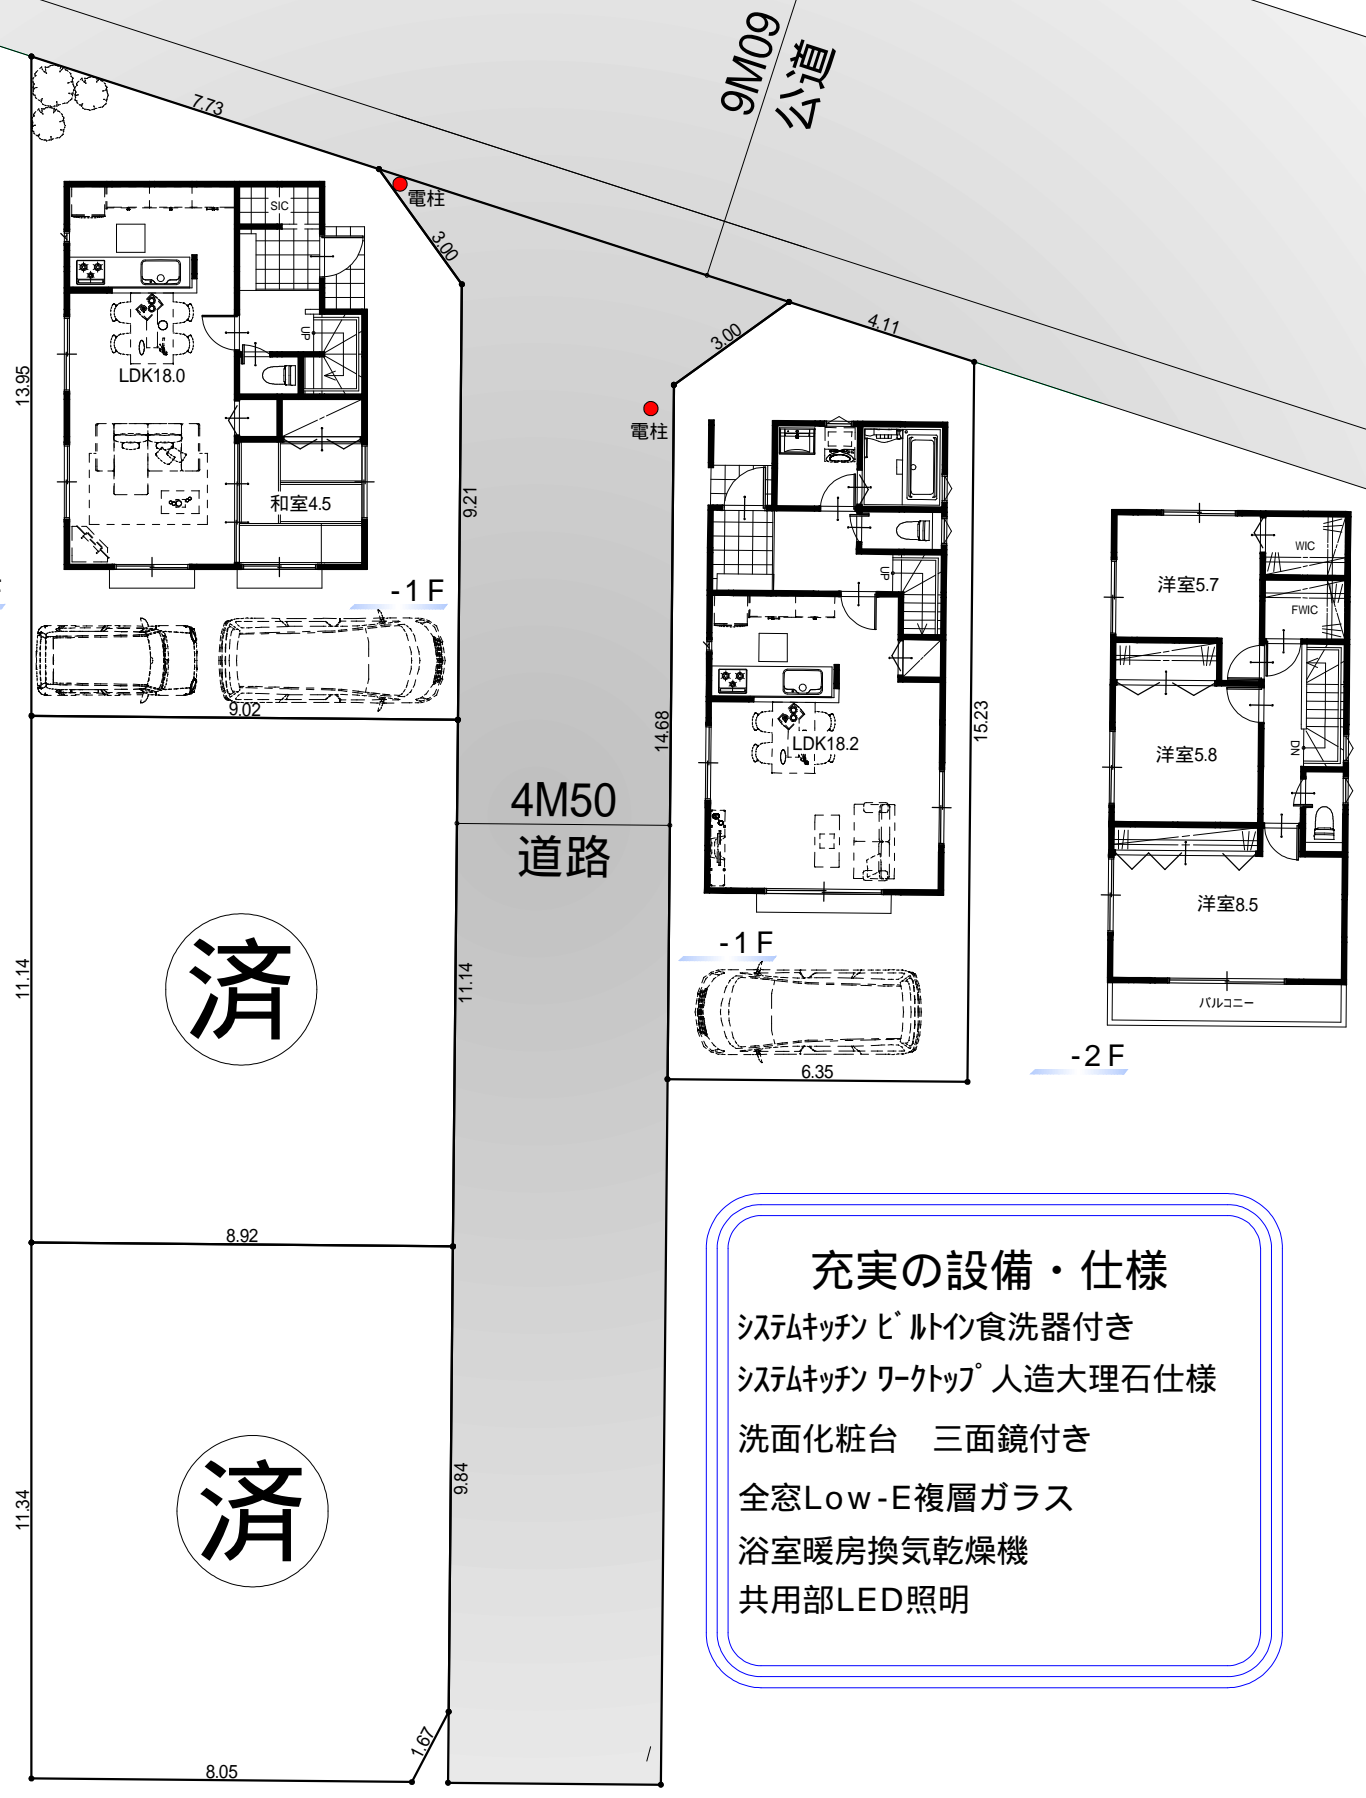 9M09
公道
7.73
電柱
3.00
SIC
UP
LDK18.0
和室4.5
13.95
9.21
-1F
9.02
3.00
4.11
電柱
UP
LDK18.2
14.68
15.23
-1F
6.35
4M50
道路
洋室5.7
WIC
FWIC
洋室5.8
DN
洋室8.5
バルコニー
-2F
済
11.14
11.14
8.92
済
11.34
9.84
1.67
8.05
充実の設備・仕様
ｼｽﾃﾑｷｯﾁﾝ ﾋﾞﾙﾄｲﾝ食洗器付き
ｼｽﾃﾑｷｯﾁﾝ ﾜｰｸﾄｯﾌﾟ人造大理石仕様
洗面化粧台　三面鏡付き
全窓Low-E複層ガラス
浴室暖房換気乾燥機
共用部LED照明